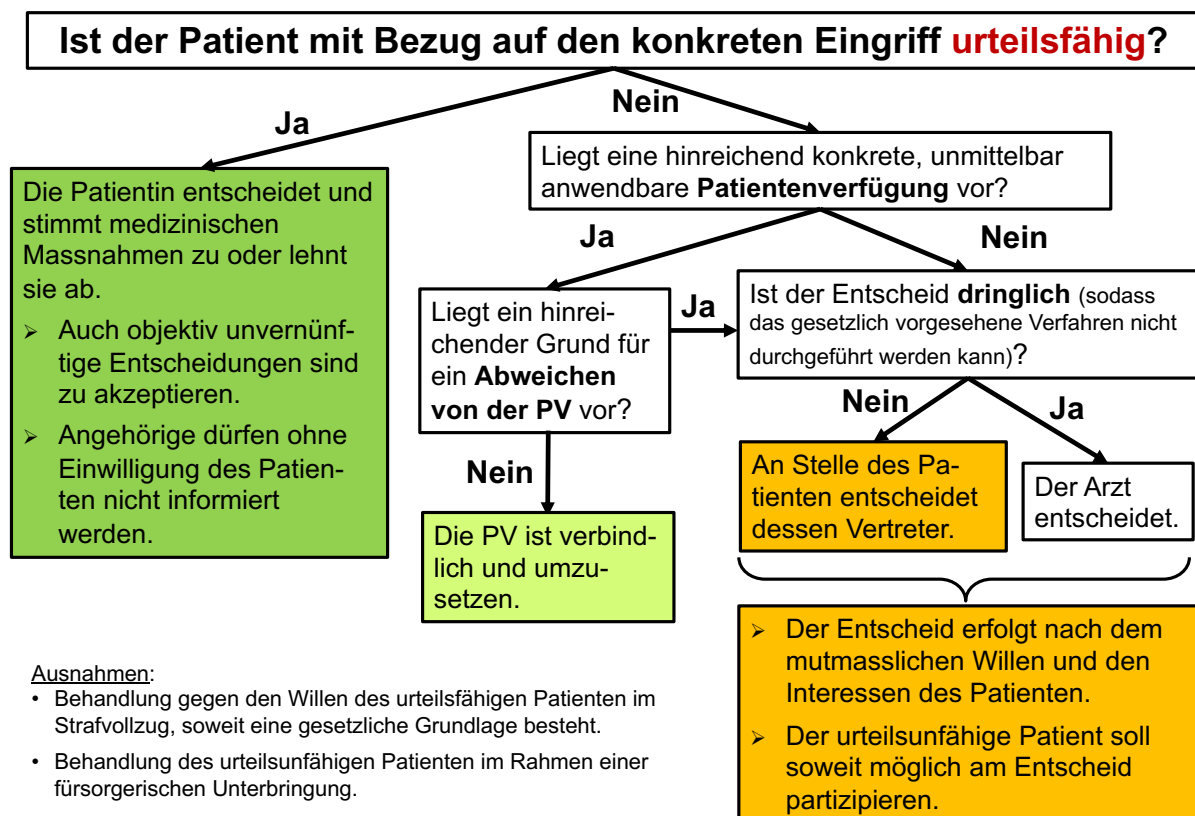 Ist der Patient mit Bezug auf den konkreten Eingriff urteilsfähig?
Ja
Nein
Die Patientin entscheidet und
stimmt medizinischen
Massnahmen zu oder lehnt
sie ab.
➢ Auch objektiv unvernünf-
tige Entscheidungen sind
zu akzeptieren.
➢ Angehörige dürfen ohne
Einwilligung des Patien-
ten nicht informiert
werden.
Liegt eine hinreichend konkrete, unmittelbar
anwendbare Patientenverfügung vor?
Ja
Nein
Liegt ein hinrei-
chender Grund für
ein Abweichen
von der PV vor?
Ja
Nein
Die PV ist verbind-
lich und umzu-
setzen.
Ist der Entscheid dringlich (sodass
das gesetzlich vorgesehene Verfahren nicht
durchgeführt werden kann)?
Nein
Ja
An Stelle des Pa-
tienten entscheidet
dessen Vertreter.
Der Arzt
entscheidet.
➢ Der Entscheid erfolgt nach dem
mutmasslichen Willen und den
Interessen des Patienten.
➢ Der urteilsunfähige Patient soll
soweit möglich am Entscheid
partizipieren.
Ausnahmen:
• Behandlung gegen den Willen des urteilsfähigen Patienten im
Strafvollzug, soweit eine gesetzliche Grundlage besteht.
• Behandlung des urteilsunfähigen Patienten im Rahmen einer
fürsorgerischen Unterbringung.